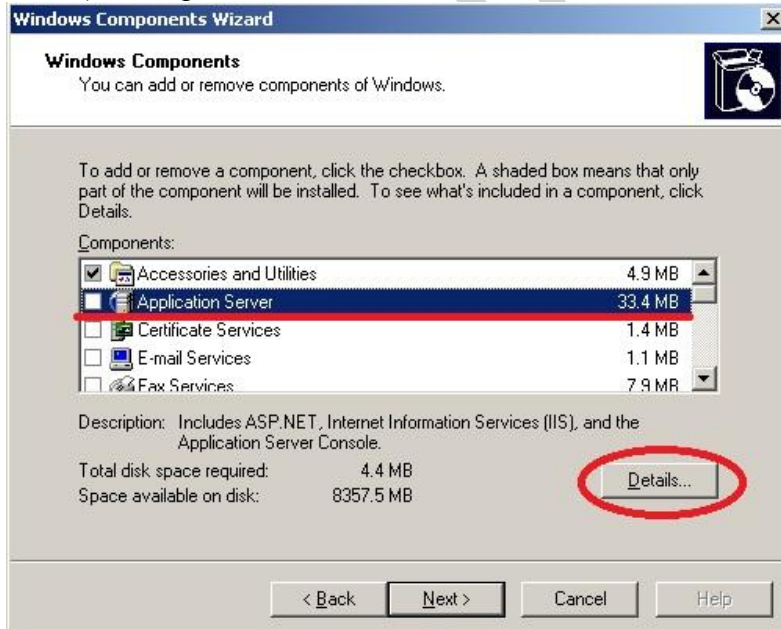 Windows Components Wizard
Windows Components
You can add or remove components of Windows.
To add or remove a component, click the checkbox. A shaded box means that only
part of the component will be installed. To see what's included in a component, click
Details.
Components:
Accessories and Utilities 4.9 MB
Application Server 33.4 MB
Certificate Services 1.4 MB
E-mail Services 1.1 MB
Fax Services 7.9 MB
Description: Includes ASP.NET, Internet Information Services (IIS), and the
Application Server Console.
Total disk space required: 4.4 MB
Space available on disk: 8357.5 MB
Details...
< Back Next > Cancel Help